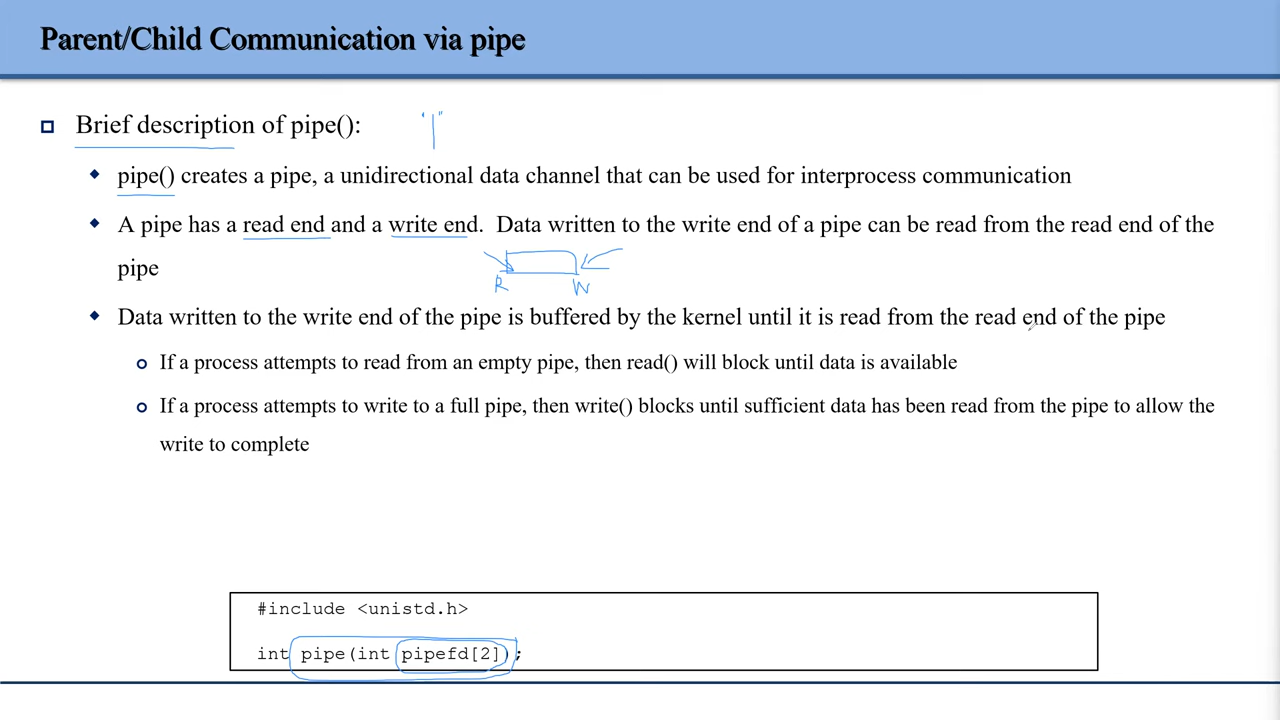 Parent/Child Communication via pipe
Brief description of pipe(): "|"
pipe() creates a pipe, a unidirectional data channel that can be used for interprocess communication
A pipe has a read end and a write end. Data written to the write end of a pipe can be read from the read end of the
pipe
R W
Data written to the write end of the pipe is buffered by the kernel until it is read from the read end of the pipe
If a process attempts to read from an empty pipe, then read() will block until data is available
If a process attempts to write to a full pipe, then write() blocks until sufficient data has been read from the pipe to allow the
write to complete
#include <unistd.h>
int pipe(int pipefd[2]);